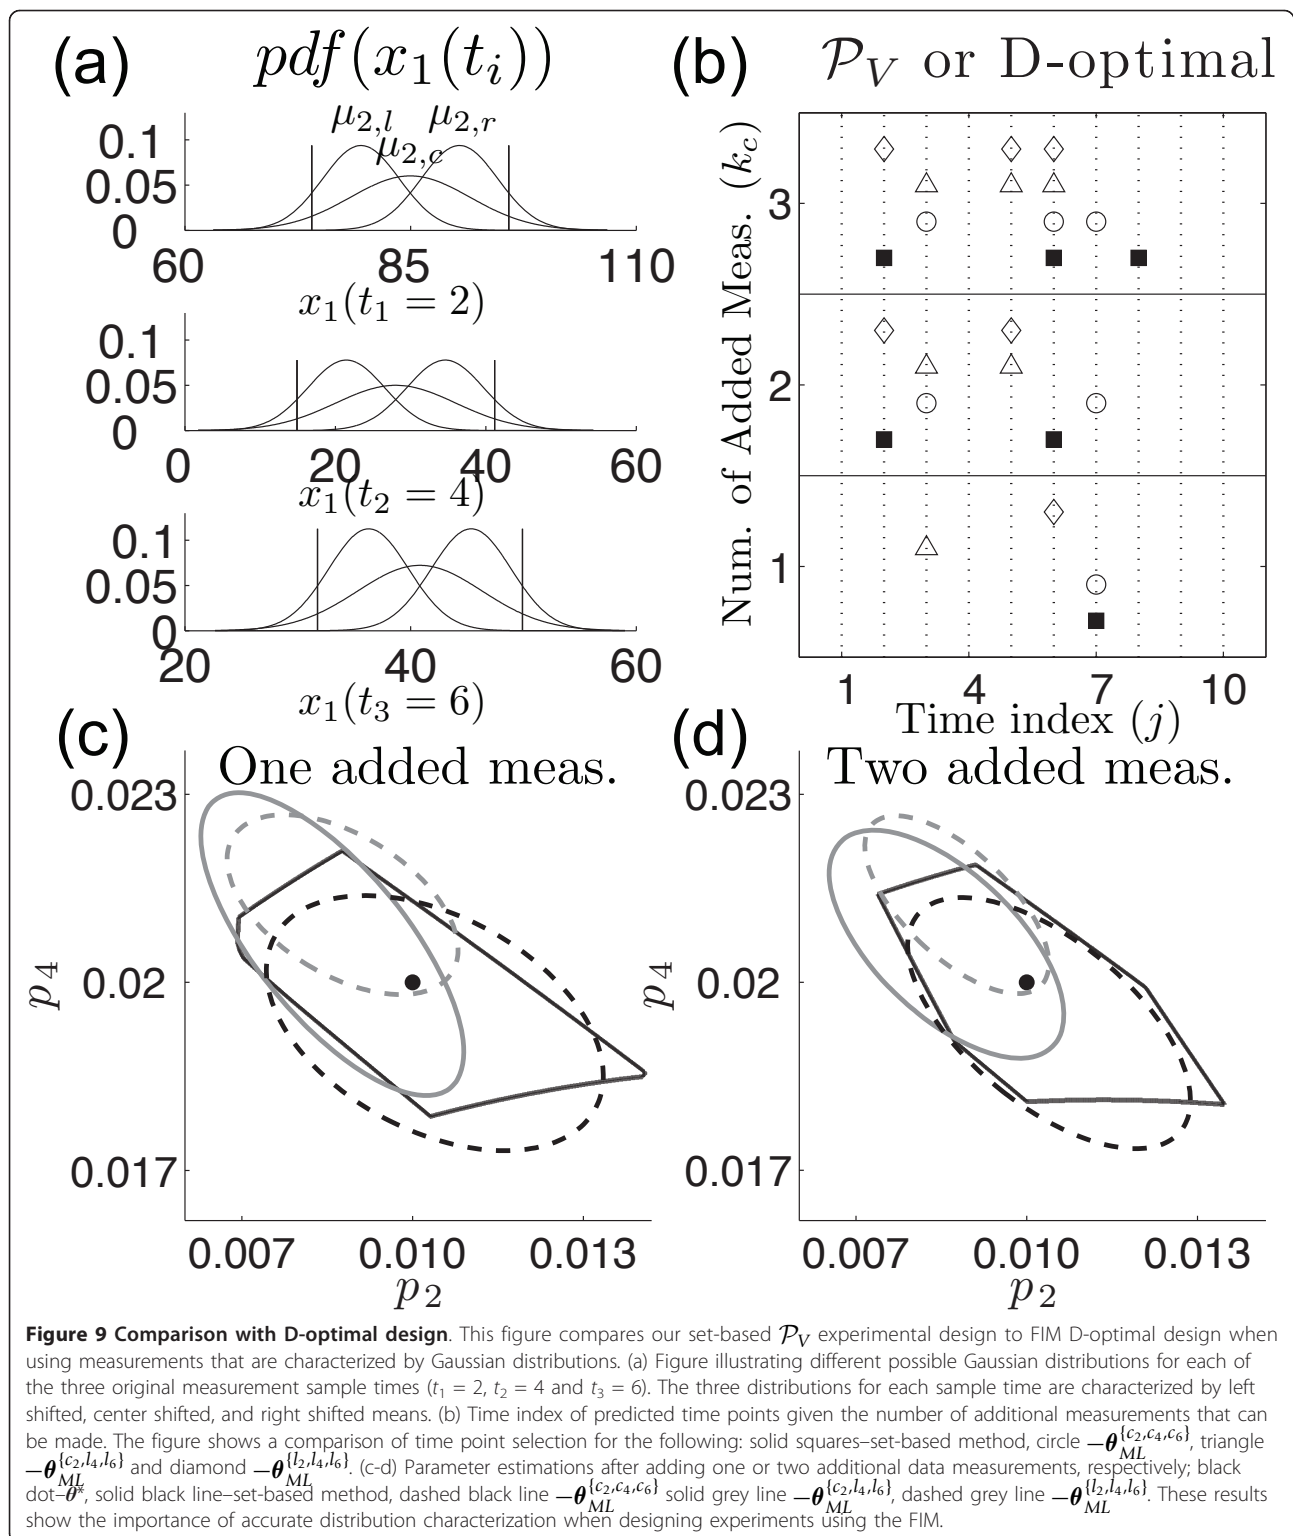 (a) pdf(x₁(tᵢ))
μ₂,l μ₂,r
μ₂,c
0.1
0.05
0
60 85 110
x₁(t₁ = 2)
0.1
0.05
0
0 20 40 60
x₁(t₂ = 4)
0.1
0.05
0
20 40 60
x₁(t₃ = 6)
(b) 𝒫_V or D-optimal
Num. of Added Meas. (k_c)
3
2
1
1 4 7 10
Time index (j)
(c) One added meas.
0.023
0.02
0.017
p₄
0.007 0.010 0.013
p₂
(d) Two added meas.
0.023
0.02
0.017
p₄
0.007 0.010 0.013
p₂
Figure 9 Comparison with D-optimal design. This figure compares our set-based 𝒫_V experimental design to FIM D-optimal design when
using measurements that are characterized by Gaussian distributions. (a) Figure illustrating different possible Gaussian distributions for each of
the three original measurement sample times (t₁ = 2, t₂ = 4 and t₃ = 6). The three distributions for each sample time are characterized by left
shifted, center shifted, and right shifted means. (b) Time index of predicted time points given the number of additional measurements that can
be made. The figure shows a comparison of time point selection for the following: solid squares–set-based method, circle –θ_ML^{c₂,c₄,c₆}, triangle
–θ_ML^{c₂,l₄,l₆} and diamond –θ_ML^{l₂,l₄,l₆}. (c-d) Parameter estimations after adding one or two additional data measurements, respectively; black
dot–θ*, solid black line–set-based method, dashed black line –θ_ML^{c₂,c₄,c₆} solid grey line –θ_ML^{c₂,l₄,l₆}, dashed grey line –θ_ML^{l₂,l₄,l₆}. These results
show the importance of accurate distribution characterization when designing experiments using the FIM.